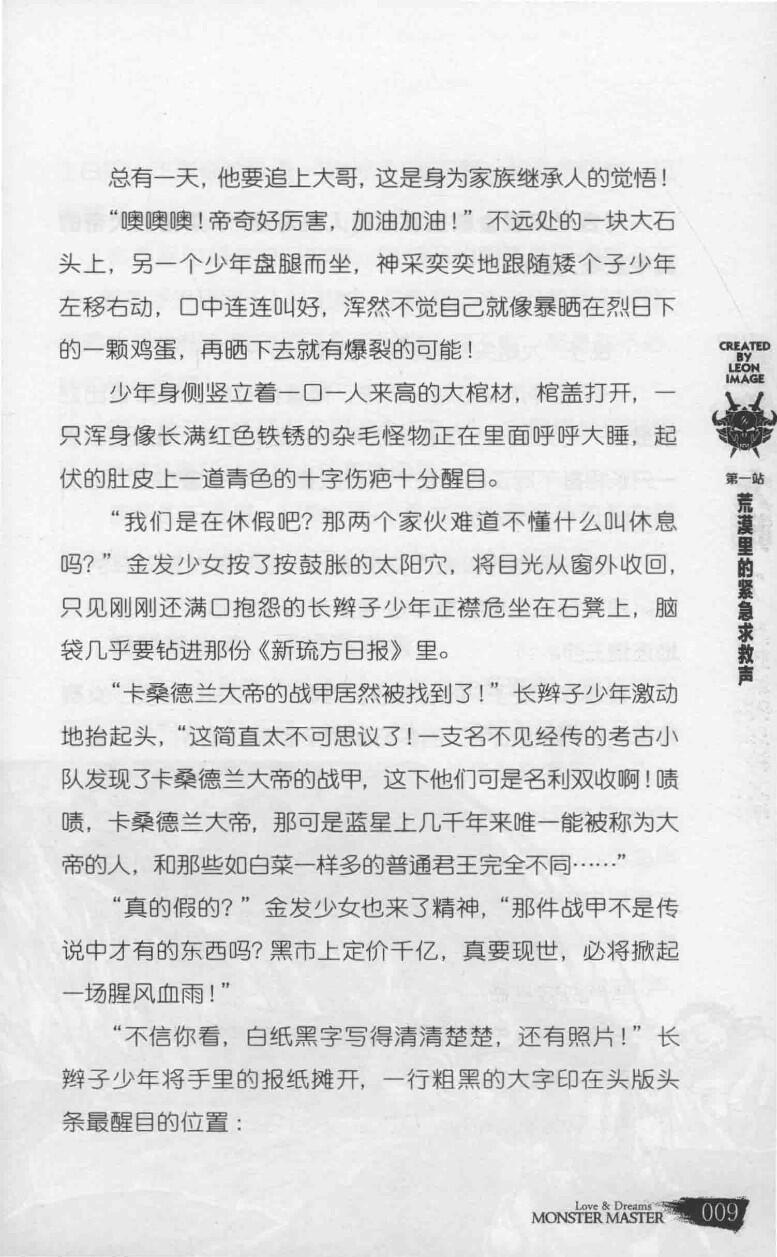 总有一天，他要追上大哥，这是身为家族继承人的觉悟！
“噢噢噢！帝奇好厉害，加油加油！”不远处的一块大石
头上，另一个少年盘腿而坐，神采奕奕地跟随矮个子少年
左移右动，口中连连叫好，浑然不觉自己就像暴晒在烈日下
的一颗鸡蛋，再晒下去就有爆裂的可能！
少年身侧竖立着一口一人来高的大棺材，棺盖打开，一
只浑身像长满红色铁锈的杂毛怪物正在里面呼呼大睡，起
伏的肚皮上一道青色的十字伤疤十分醒目。
“我们是在休假吧？那两个家伙难道不懂什么叫休息
吗？”金发少女按了按鼓胀的太阳穴，将目光从窗外收回，
只见刚刚还满口抱怨的长辫子少年正襟危坐在石凳上，脑
袋几乎要钻进那份《新琉方日报》里。
“卡桑德兰大帝的战甲居然被找到了！”长辫子少年激动
地抬起头，“这简直太不可思议了！一支名不见经传的考古小
队发现了卡桑德兰大帝的战甲，这下他们可是名利双收啊！啧
啧，卡桑德兰大帝，那可是蓝星上几千年来唯一能被称为大
帝的人，和那些如白菜一样多的普通君王完全不同……”
“真的假的？”金发少女也来了精神，“那件战甲不是传
说中才有的东西吗？黑市上定价千亿，真要现世，必将掀起
一场腥风血雨！”
“不信你看，白纸黑字写得清清楚楚，还有照片！”长
辫子少年将手里的报纸摊开，一行粗黑的大字印在头版头
条最醒目的位置：
CREATED
BY
LEON
IMAGE
第一站
荒漠里的紧急求救声
Love & Dreams
MONSTER MASTER
009